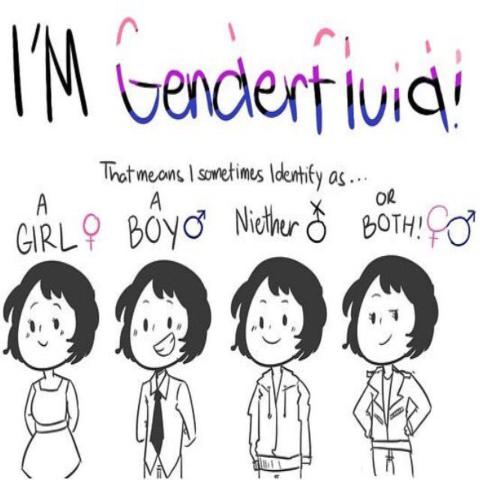 I'M Genderfluid!
That means I sometimes Identify as...
A GIRL ♀
A BOY ♂
Niether
OR BOTH! ♀♂